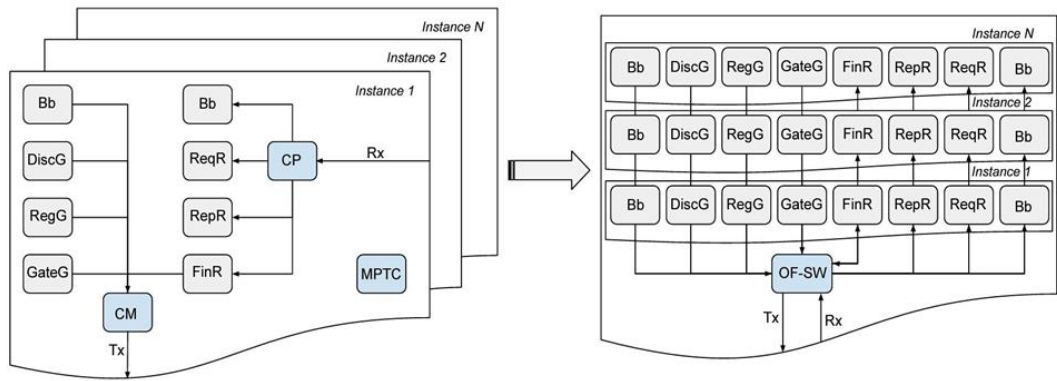 Instance N
Instance 2
Instance 1
Bb
Bb
DiscG
ReqR
CP
Rx
RegG
RepR
GateG
FinR
MPTC
CM
Tx
Instance N
Bb DiscG RegG GateG FinR RepR ReqR Bb
Instance 2
Bb DiscG RegG GateG FinR RepR ReqR Bb
Instance 1
Bb DiscG RegG GateG FinR RepR ReqR Bb
OF-SW
Tx
Rx